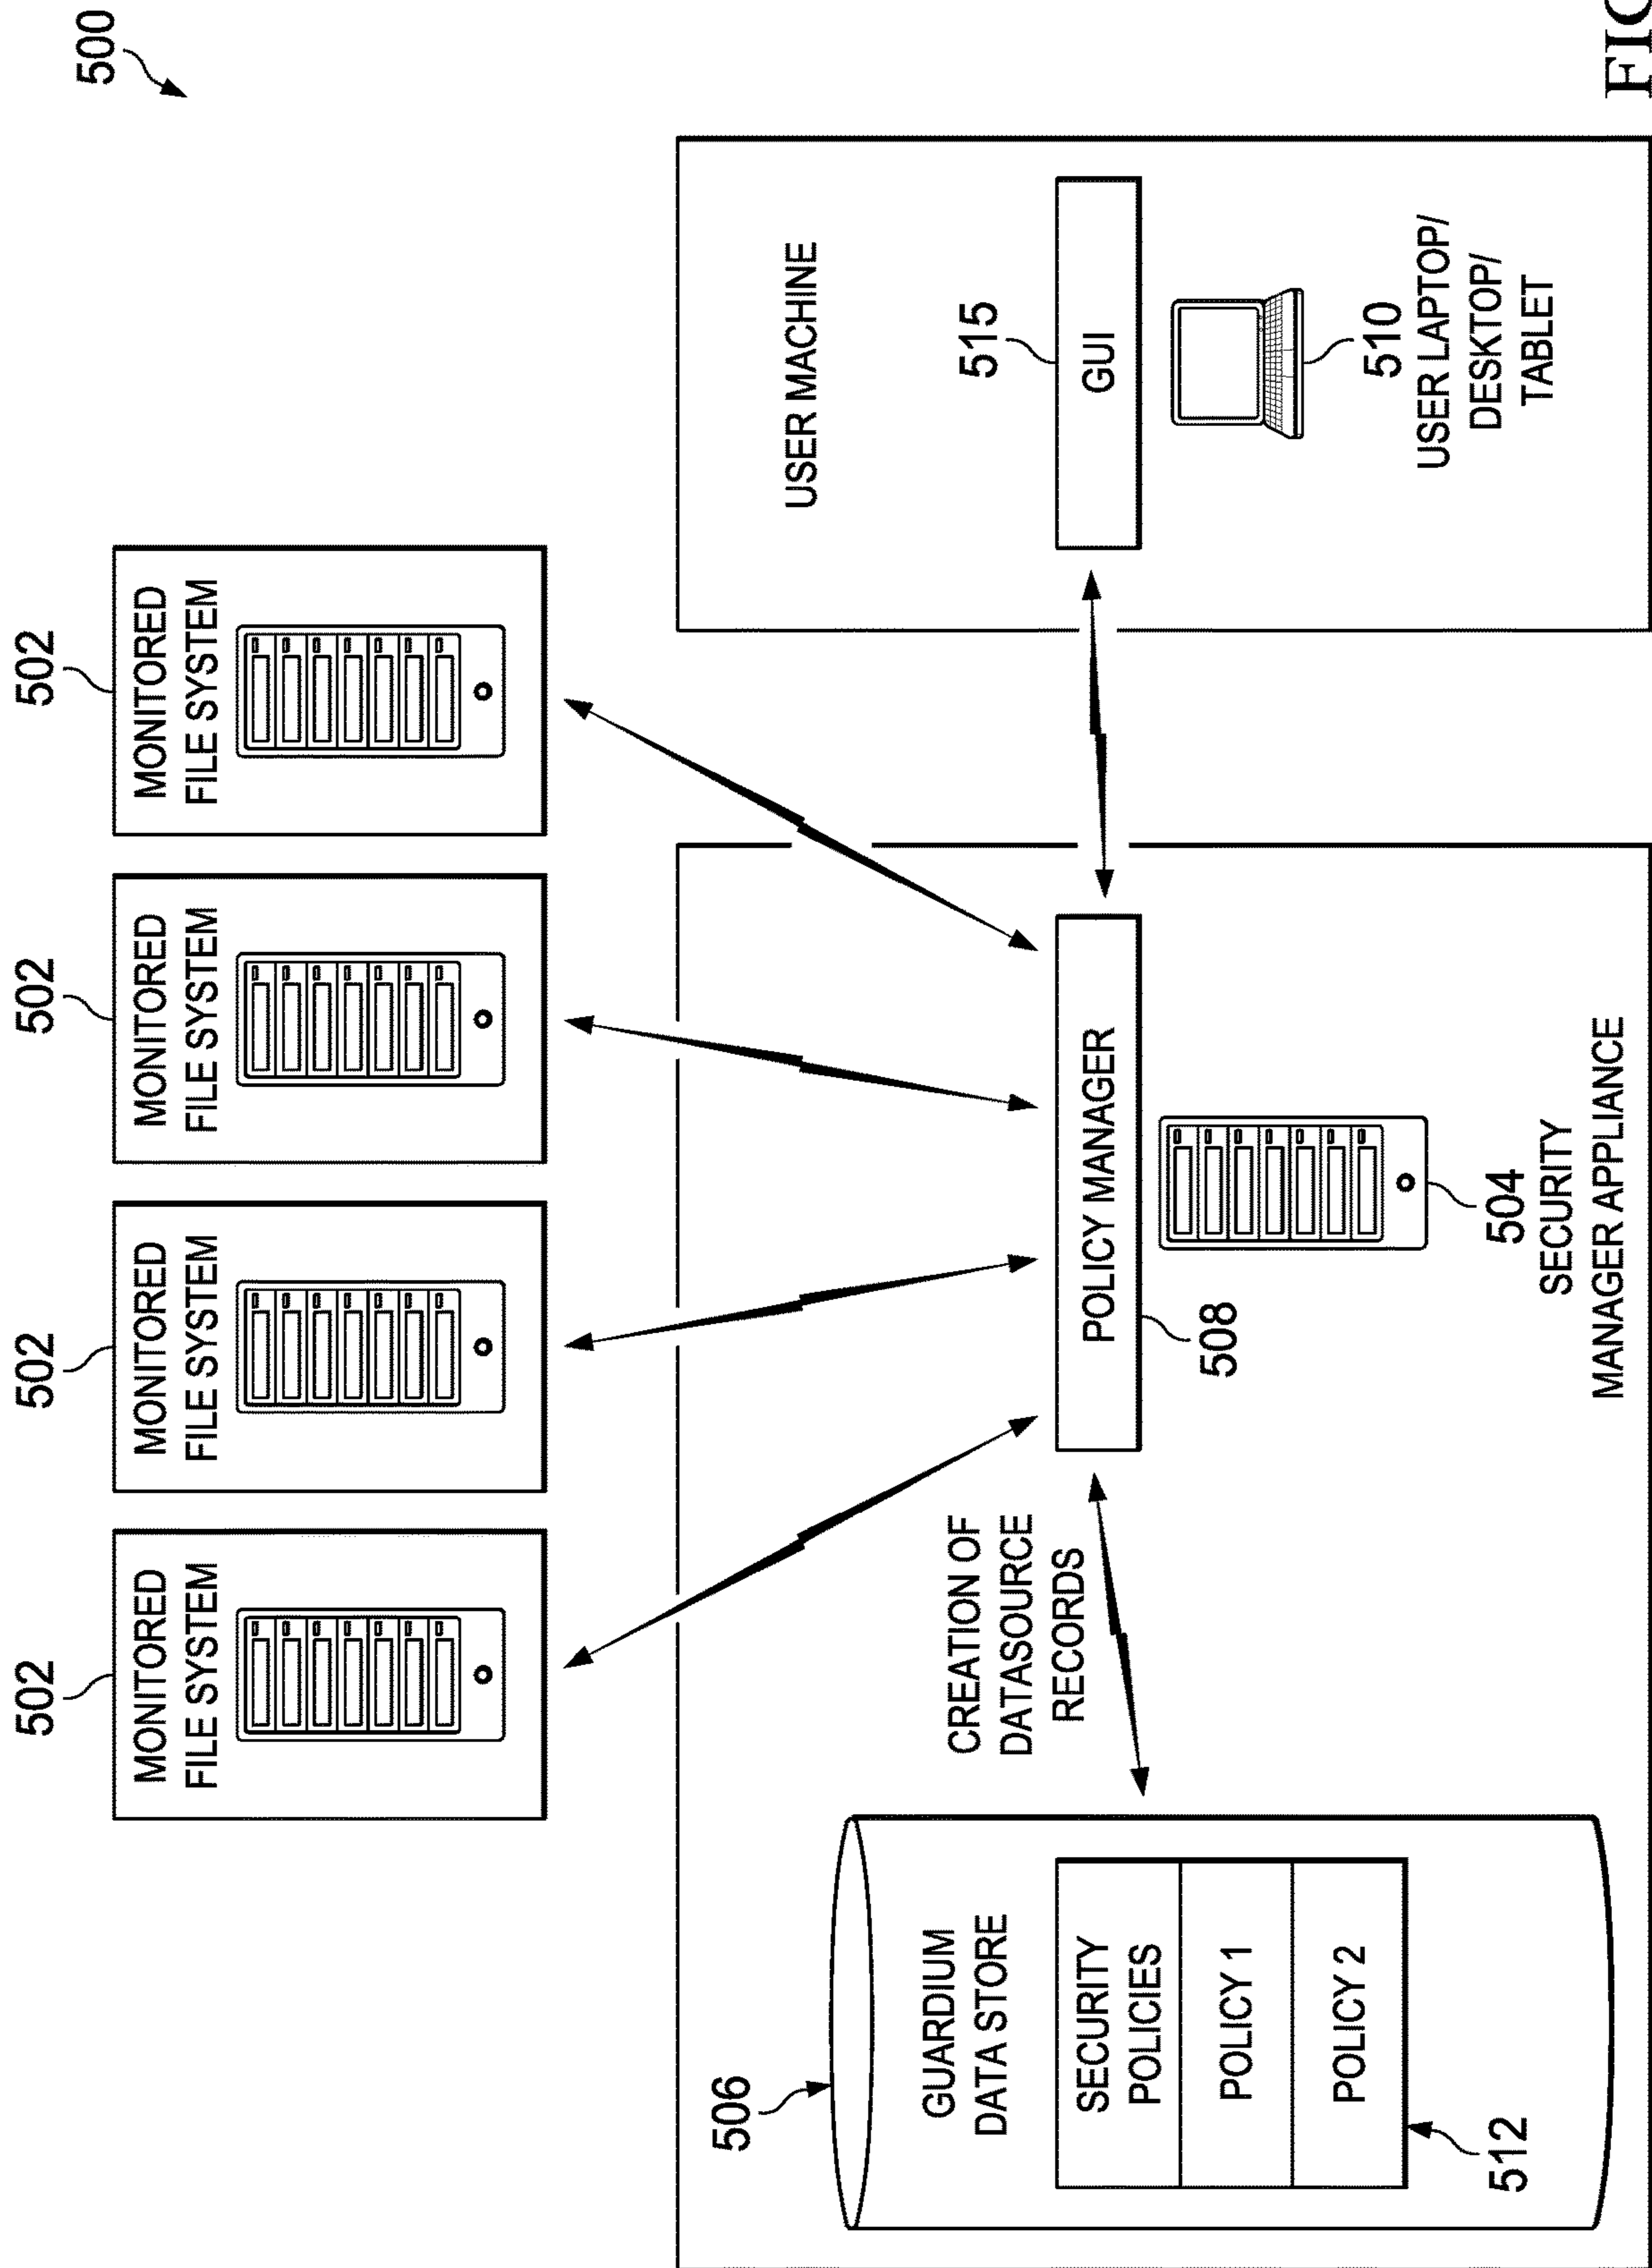 500
502
502
502
502
MONITORED
FILE SYSTEM
MONITORED
FILE SYSTEM
MONITORED
FILE SYSTEM
MONITORED
FILE SYSTEM
506
GUARDIUM
DATA STORE
SECURITY
POLICIES
POLICY 1
POLICY 2
512
CREATION OF
DATASOURCE
RECORDS
POLICY MANAGER
508
504
SECURITY
MANAGER APPLIANCE
USER MACHINE
515
GUI
510
USER LAPTOP/
DESKTOP/
TABLET